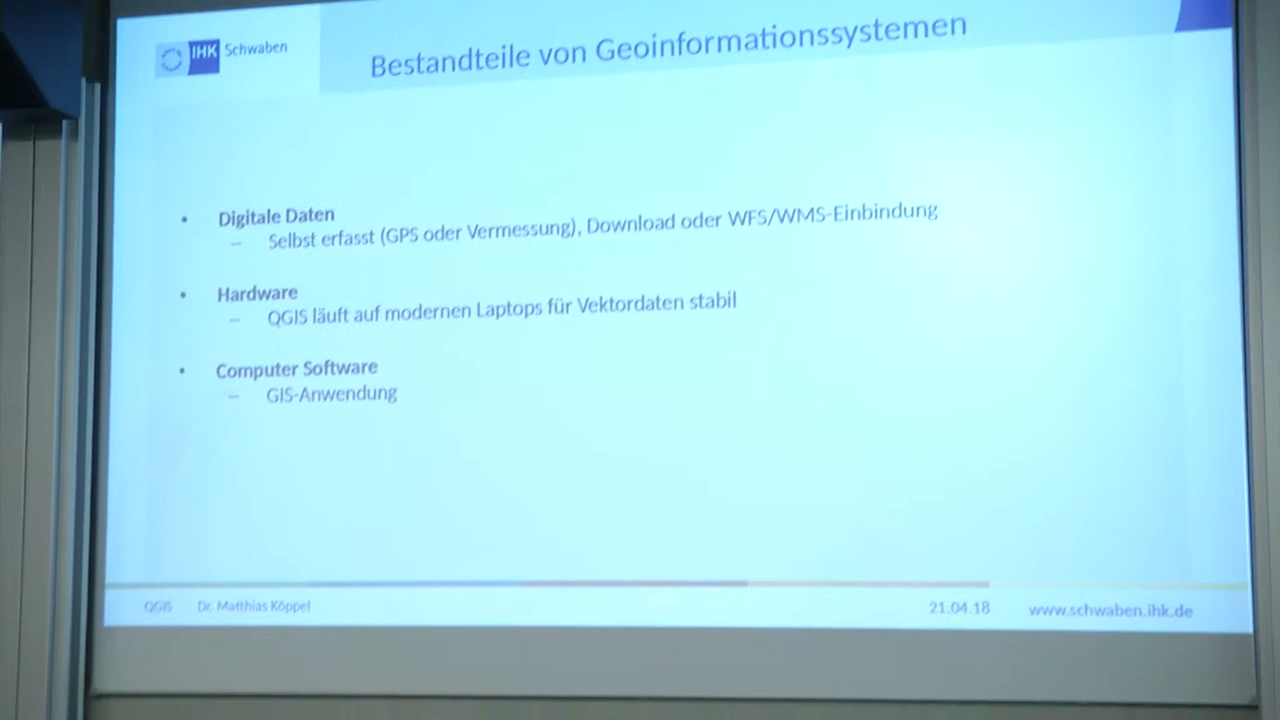 IHK Schwaben
Bestandteile von Geoinformationssystemen
• Digitale Daten
– Selbst erfasst (GPS oder Vermessung), Download oder WFS/WMS-Einbindung
• Hardware
– QGIS läuft auf modernen Laptops für Vektordaten stabil
• Computer Software
– GIS-Anwendung
QGIS Dr. Matthias Köppel 21.04.18 www.schwaben.ihk.de